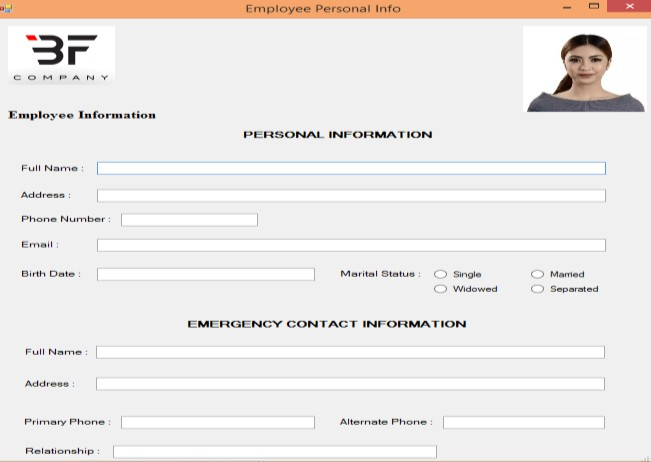 Employee Personal Info
BF
COMPANY
Employee Information
PERSONAL INFORMATION
Full Name :
Address :
Phone Number :
Email :
Birth Date : Marital Status : Single Married
Widowed Separated
EMERGENCY CONTACT INFORMATION
Full Name :
Address :
Primary Phone : Alternate Phone :
Relationship :